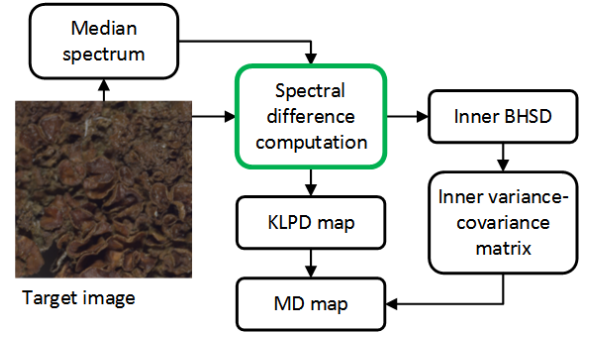 Median
spectrum
Spectral
difference
computation
Inner BHSD
Inner variance-
covariance
matrix
KLPD map
MD map
Target image